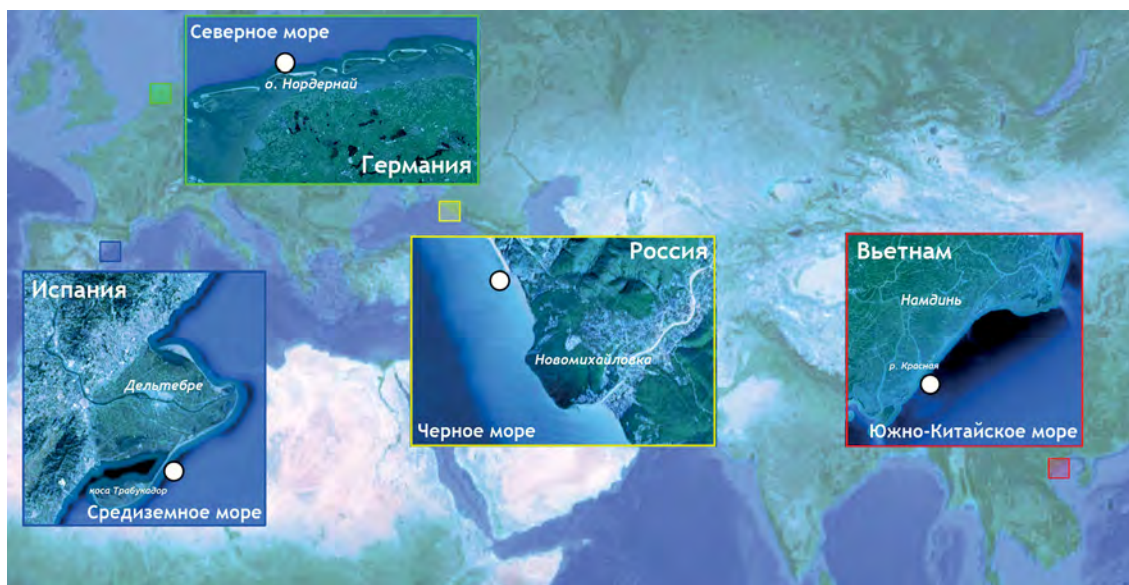 Северное море
о. Нордернай
Германия
Испания
Дельтебре
коса Трабукадор
Средиземное море
Россия
Новомихайловка
Черное море
Вьетнам
Намдинь
р. Красная
Южно-Китайское море